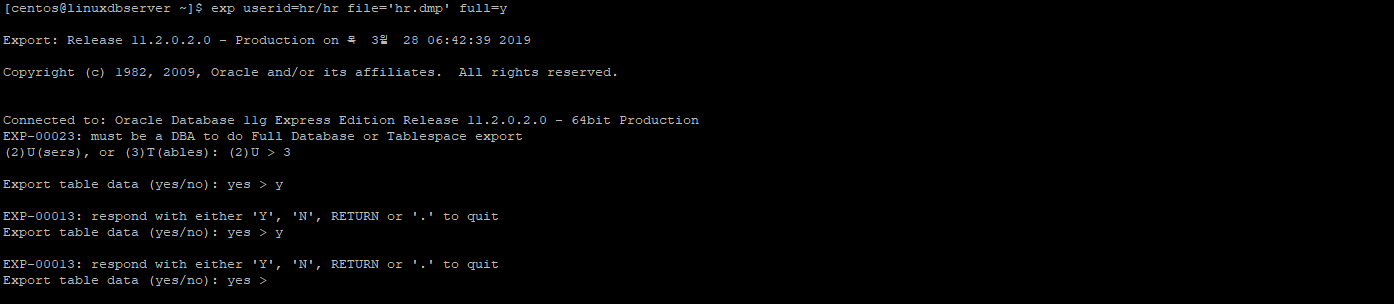 [centos@linuxdbserver ~]$ exp userid=hr/hr file='hr.dmp' full=y
Export: Release 11.2.0.2.0 - Production on 목 3월 28 06:42:39 2019
Copyright (c) 1982, 2009, Oracle and/or its affiliates. All rights reserved.
Connected to: Oracle Database 11g Express Edition Release 11.2.0.2.0 - 64bit Production
EXP-00023: must be a DBA to do Full Database or Tablespace export
(2)U(sers), or (3)T(ables): (2)U > 3
Export table data (yes/no): yes > y
EXP-00013: respond with either 'Y', 'N', RETURN or '.' to quit
Export table data (yes/no): yes > y
EXP-00013: respond with either 'Y', 'N', RETURN or '.' to quit
Export table data (yes/no): yes >